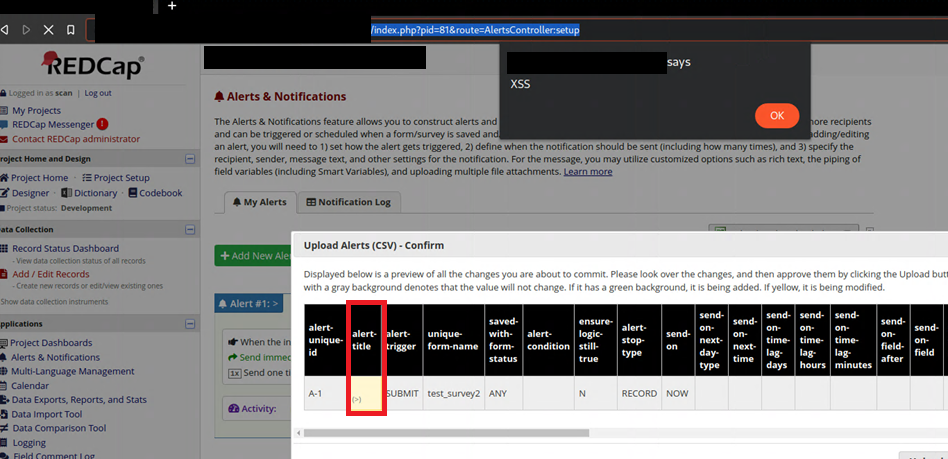 +
/index.php?pid=81&route=AlertsController:setup
REDCap
Logged in as scan | Log out
My Projects
REDCap Messenger !
Contact REDCap administrator
roject Home and Design
Project Home · Project Setup
Designer · Dictionary · Codebook
Project status: Development
ata Collection
Record Status Dashboard
- View data collection status of all records
Add / Edit Records
- Create new records or edit/view existing ones
Show data collection instruments
pplications
Project Dashboards
Alerts & Notifications
Multi-Language Management
Calendar
Data Exports, Reports, and Stats
Data Import Tool
Data Comparison Tool
Logging
Field Comment Log
says
XSS
OK
Alerts & Notifications
The Alerts & Notifications feature allows you to construct alerts and
more recipients
and can be triggered or scheduled when a form/survey is saved and
adding/editing
an alert, you will need to 1) set how the alert gets triggered, 2) define when the notification should be sent (including how many times), and 3) specify the
recipient, sender, message text, and other settings for the notification. For the message, you may utilize customized options such as rich text, the piping of
field variables (including Smart Variables), and uploading multiple file attachments. Learn more
My Alerts
Notification Log
+ Add New Aler
Alert #1: >
When the in
Send immed
1x Send one ti
Activity:
Upload Alerts (CSV) - Confirm
Displayed below is a preview of all the changes you are about to commit. Please look over the changes, and then approve them by clicking the Upload but
with a gray background denotes that the value will not change. If it has a green background, it is being added. If yellow, it is being modified.
alert-unique-id
alert-title
alert-trigger
unique-form-name
saved-with-form-status
alert-condition
ensure-logic-still-true
alert-stop-type
send-on
send-on-next-day-type
send-on-next-time
send-on-time-lag-days
send-on-time-lag-hours
send-on-time-lag-minutes
send-on-field-after
send-on-field
A-1
(>)
SUBMIT
test_survey2
ANY
N
RECORD
NOW